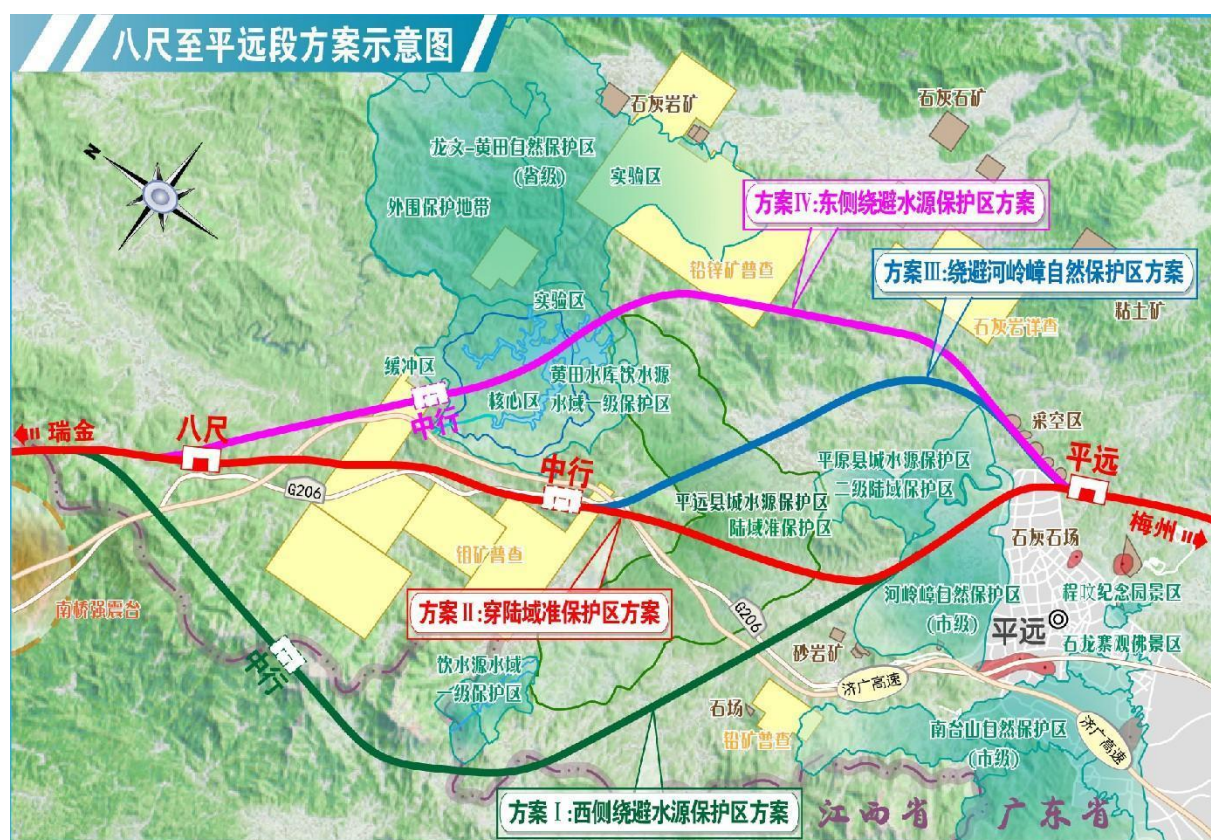 八尺至平远段方案示意图
N
石灰岩矿
石灰石矿
龙文-黄田自然保护区
(省级)
实验区
外围保护地带
方案Ⅳ:东侧绕避水源保护区方案
铅锌矿普查
方案Ⅲ:绕避河岭嶂自然保护区方案
粘土矿
石灰岩详查
实验区
缓冲区
黄田水库饮水源
水域一级保护区
核心区
中行
采空区
瑞金
八尺
平远
中行
G206
平原县城水源保护区
二级陆域保护区
平远县城水源保护区
陆域准保护区
梅州
石灰石场
钼矿普查
南桥强震台
方案Ⅱ:穿陆域准保护区方案
G206
河岭嶂自然保护区
(市级)
程旼纪念园景区
平远
石龙寨观佛景区
中行
砂岩矿
饮水源水域
一级保护区
济广高速
石场
钼矿普查
南台山自然保护区
(市级)
济广高速
方案Ⅰ:西侧绕避水源保护区方案
江西省
广东省